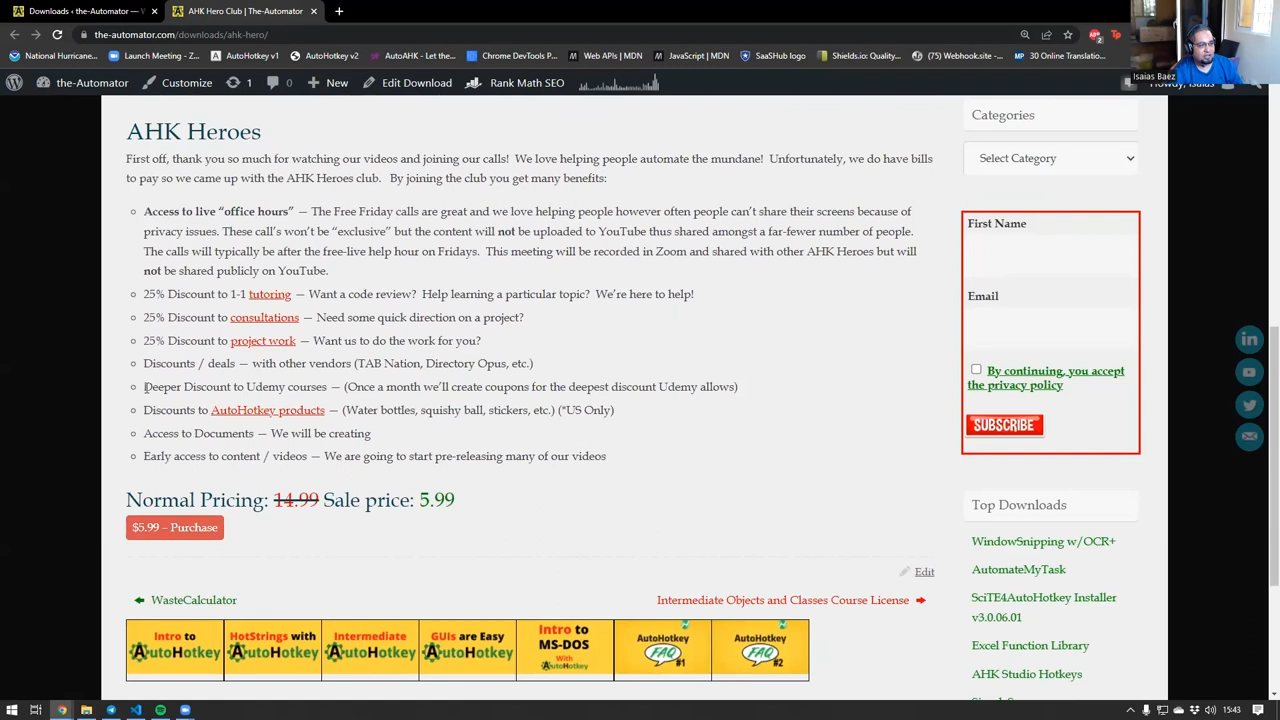 Downloads ‹ the-Automator — V
AHK Hero Club | The-Automator
the-automator.com/downloads/ahk-hero/
National Hurricane...
Launch Meeting - Z...
AutoHotkey v1
AutoHotkey v2
AutoAHK - Let the...
Chrome DevTools P...
Web APIs | MDN
JavaScript | MDN
SaaSHub
Shields.io: Quality...
(75) Webhook.site -...
30 Online Translati...
Isaias Baez
the-Automator
Customize
1
0
New
Edit Download
Rank Math SEO
AHK Heroes
First off, thank you so much for watching our videos and joining our calls! We love helping people automate the mundane! Unfortunately, we do have bills
to pay so we came up with the AHK Heroes club. By joining the club you get many benefits:
Access to live “office hours” — The Free Friday calls are great and we love helping people however often people can’t share their screens because of
privacy issues. These call’s won’t be “exclusive” but the content will not be uploaded to YouTube thus shared amongst a far-fewer number of people.
The calls will typically be after the free-live help hour on Fridays. This meeting will be recorded in Zoom and shared with other AHK Heroes but will
not be shared publicly on YouTube.
25% Discount to 1-1 tutoring — Want a code review? Help learning a particular topic? We’re here to help!
25% Discount to consultations — Need some quick direction on a project?
25% Discount to project work — Want us to do the work for you?
Discounts / deals — with other vendors (TAB Nation, Directory Opus, etc.)
Deeper Discount to Udemy courses — (Once a month we’ll create coupons for the deepest discount Udemy allows)
Discounts to AutoHotkey products — (Water bottles, squishy ball, stickers, etc.) (*US Only)
Access to Documents — We will be creating
Early access to content / videos — We are going to start pre-releasing many of our videos
Normal Pricing: 14.99 Sale price: 5.99
$5.99 – Purchase
Edit
WasteCalculator
Intermediate Objects and Classes Course License
Intro to
AutoHotkey
HotStrings with
AutoHotkey
Intermediate
AutoHotkey
GUIs are Easy
AutoHotkey
Intro to
MS-DOS
With
AutoHotkey
AutoHotkey
FAQ
#1
AutoHotkey
FAQ
#2
Categories
Select Category
First Name
Email
By continuing, you accept
the privacy policy
SUBSCRIBE
Top Downloads
WindowSnipping w/OCR+
AutomateMyTask
SciTE4AutoHotkey Installer
v3.0.06.01
Excel Function Library
AHK Studio Hotkeys
15:43